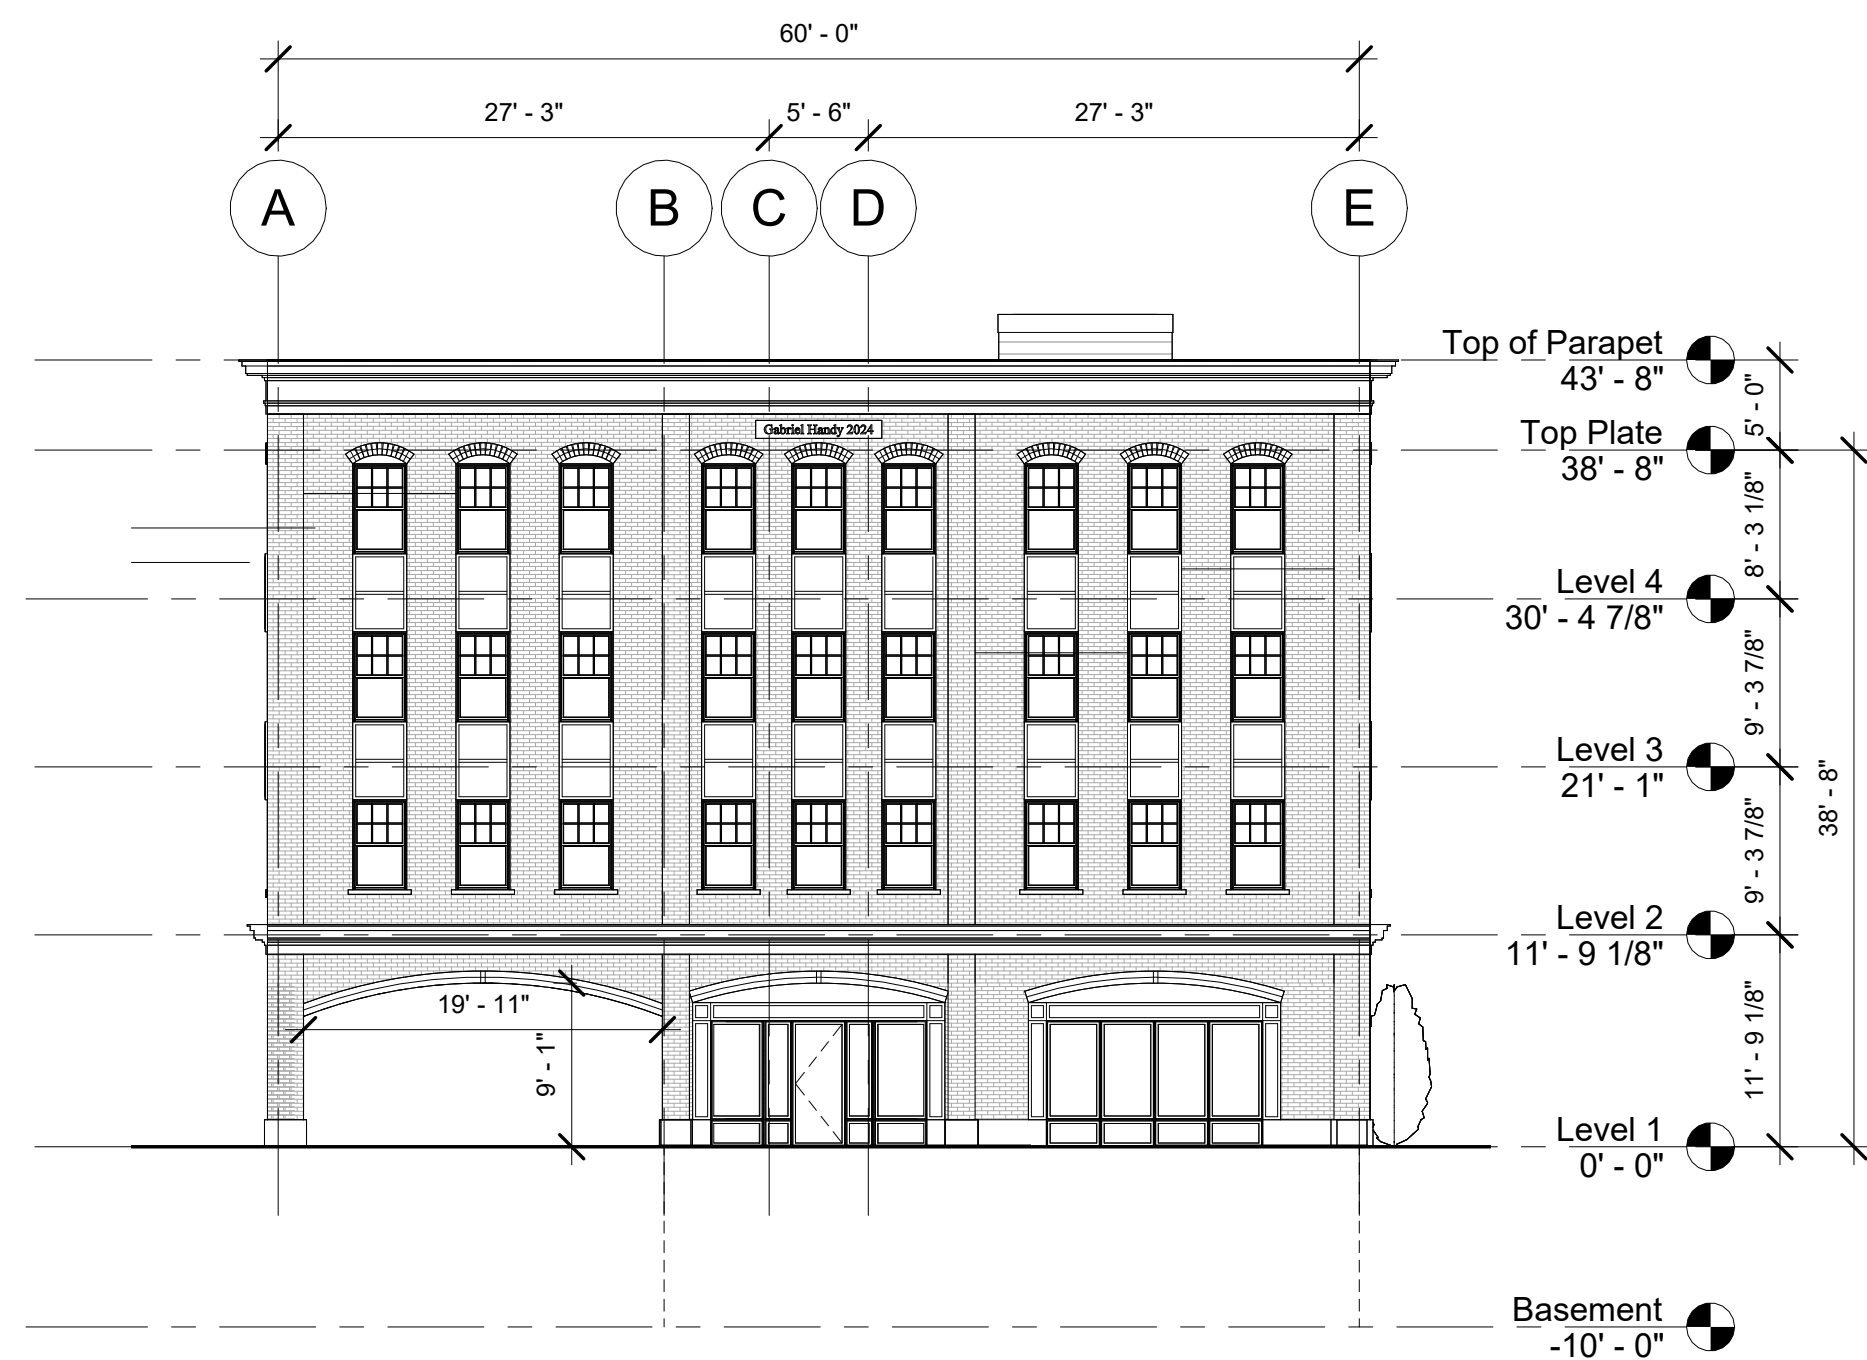 60' - 0"
27' - 3"
5' - 6"
27' - 3"
A
B
C
D
E
Top of Parapet
43' - 8"
5' - 0"
Gabriel Handy 2024
Top Plate
38' - 8"
8' - 3 1/8"
Level 4
30' - 4 7/8"
9' - 3 7/8"
Level 3
21' - 1"
38' - 8"
9' - 3 7/8"
Level 2
11' - 9 1/8"
19' - 11"
9' - 1"
11' - 9 1/8"
Level 1
0' - 0"
Basement
-10' - 0"